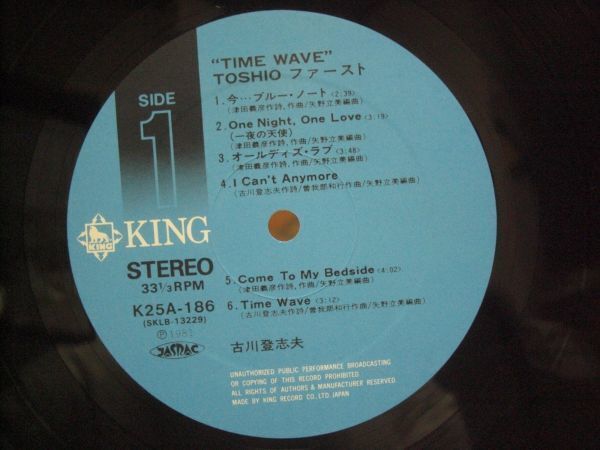 "TIME WAVE"
TOSHIO ファースト
SIDE
1
1. 今…ブルー・ノート〈2:39〉
(津田義彦作詩,作曲/矢野立美編曲)
2. One Night, One Love〈3:19〉
(一夜の天使)
(津田義彦作詩,作曲/矢野立美編曲)
3. オールディズ・ラブ〈3:48〉
(津田義彦作詩,作曲/矢野立美編曲)
4. I Can't Anymore
(古川登志夫作詩/曽我部和行作曲/矢野立美編曲)
KING
KING
STEREO
33⅓RPM
K25A-186
(SKLB-13229)
5. Come To My Bedside〈4:02〉
(津田義彦作詩,作曲/矢野立美編曲)
6. Time Wave〈3:12〉
(古川登志夫作詩/曽我部和行作曲/矢野立美編曲)
Ⓟ1981
JASRAC
古川登志夫
UNAUTHORIZED PUBLIC PERFORMANCE BROADCASTING
OR COPYING OF THIS RECORD PROHIBITED.
ALL RIGHTS OF AUTHORS & MANUFACTURER RESERVED.
MADE BY KING RECORD CO., LTD. JAPAN